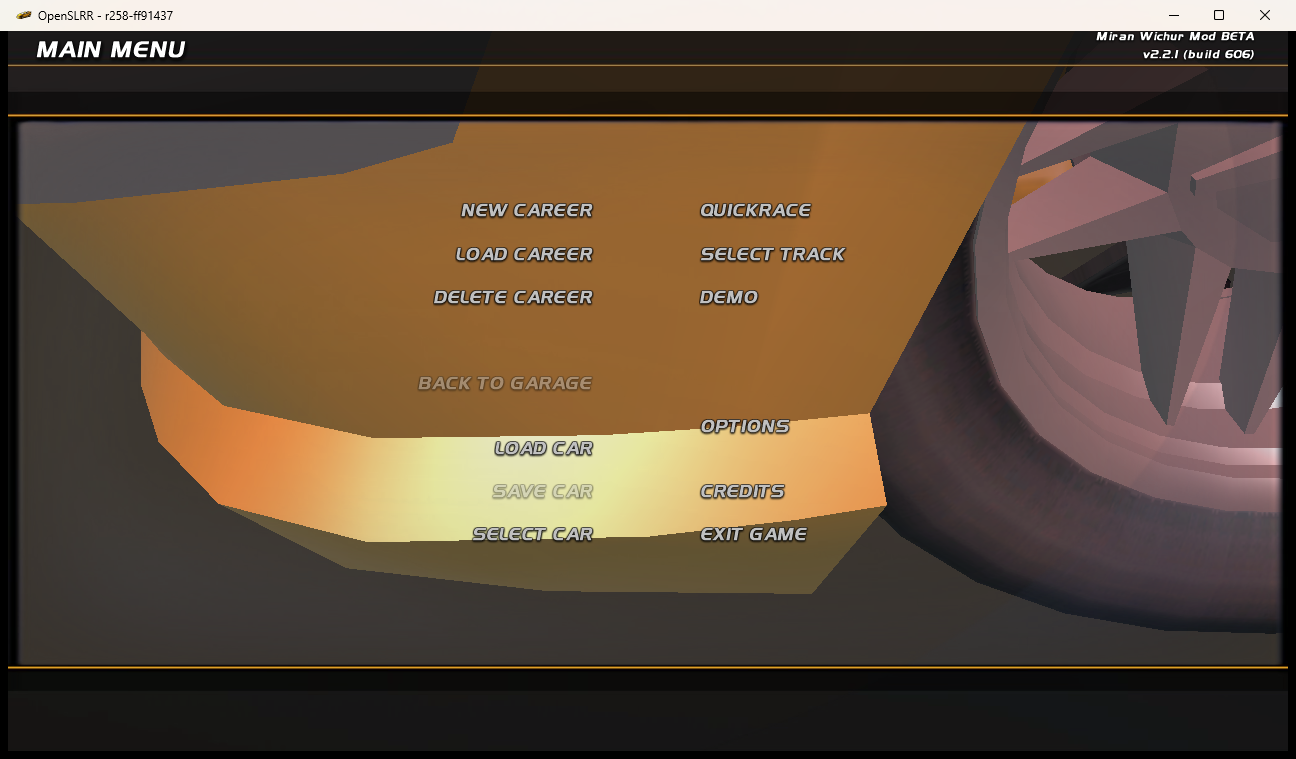 OpenSLRR - r258-ff91437
MAIN MENU
Miran Wichur Mod BETA
v2.2.1 (build 606)
NEW CAREER
LOAD CAREER
DELETE CAREER
BACK TO GARAGE
LOAD CAR
SAVE CAR
SELECT CAR
QUICKRACE
SELECT TRACK
DEMO
OPTIONS
CREDITS
EXIT GAME